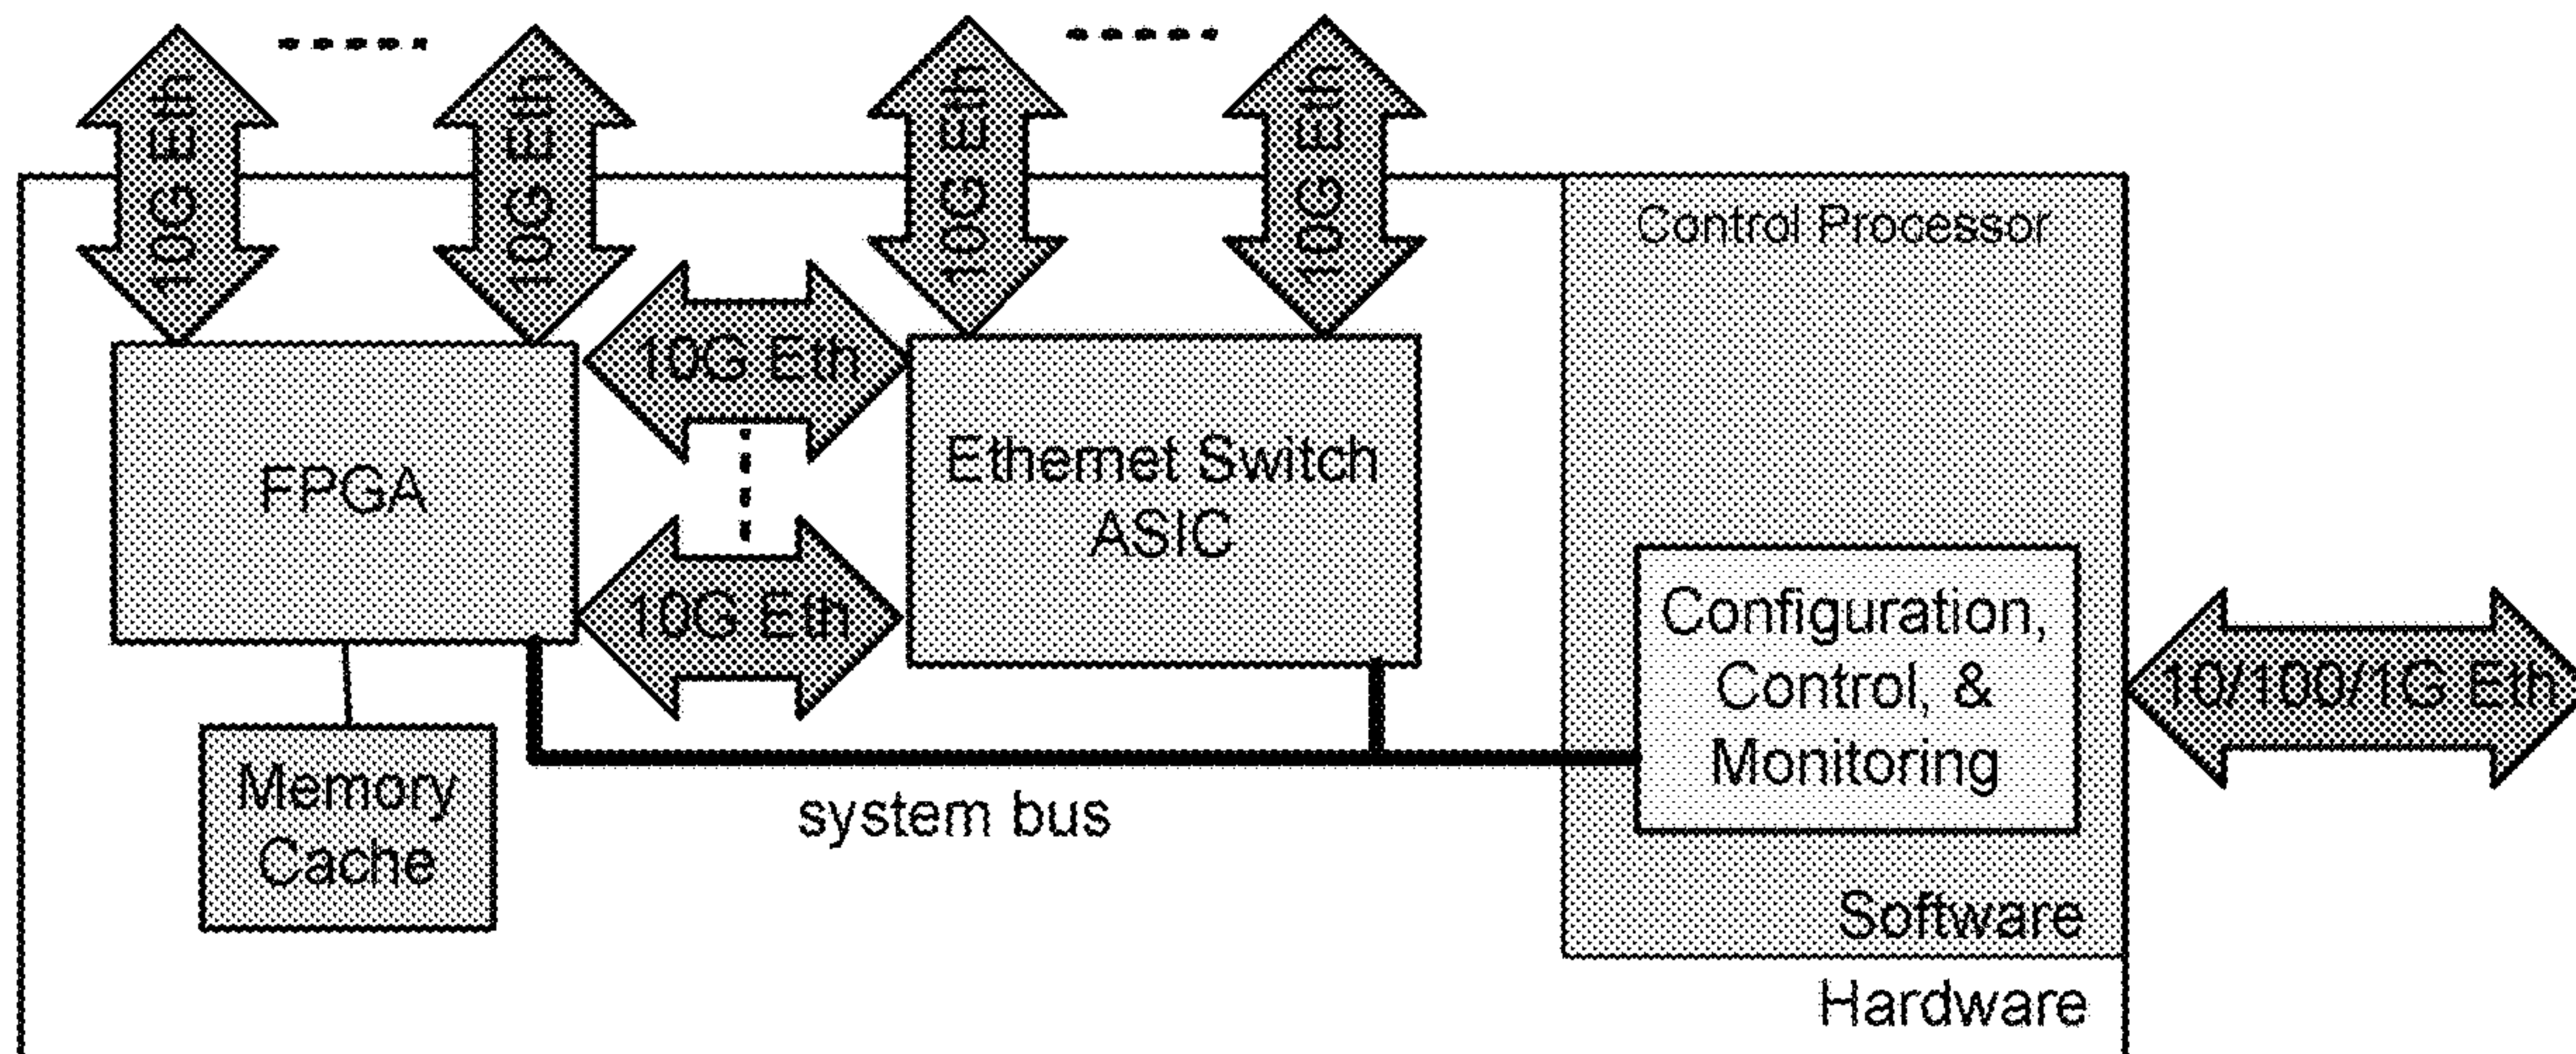 10G Eth
10G Eth
10G Eth
10G Eth
Control Processor
10G Eth
FPGA
Ethernet Switch
ASIC
10G Eth
Configuration,
Control, &
Monitoring
10/100/1G Eth
Memory
Cache
system bus
Software
Hardware